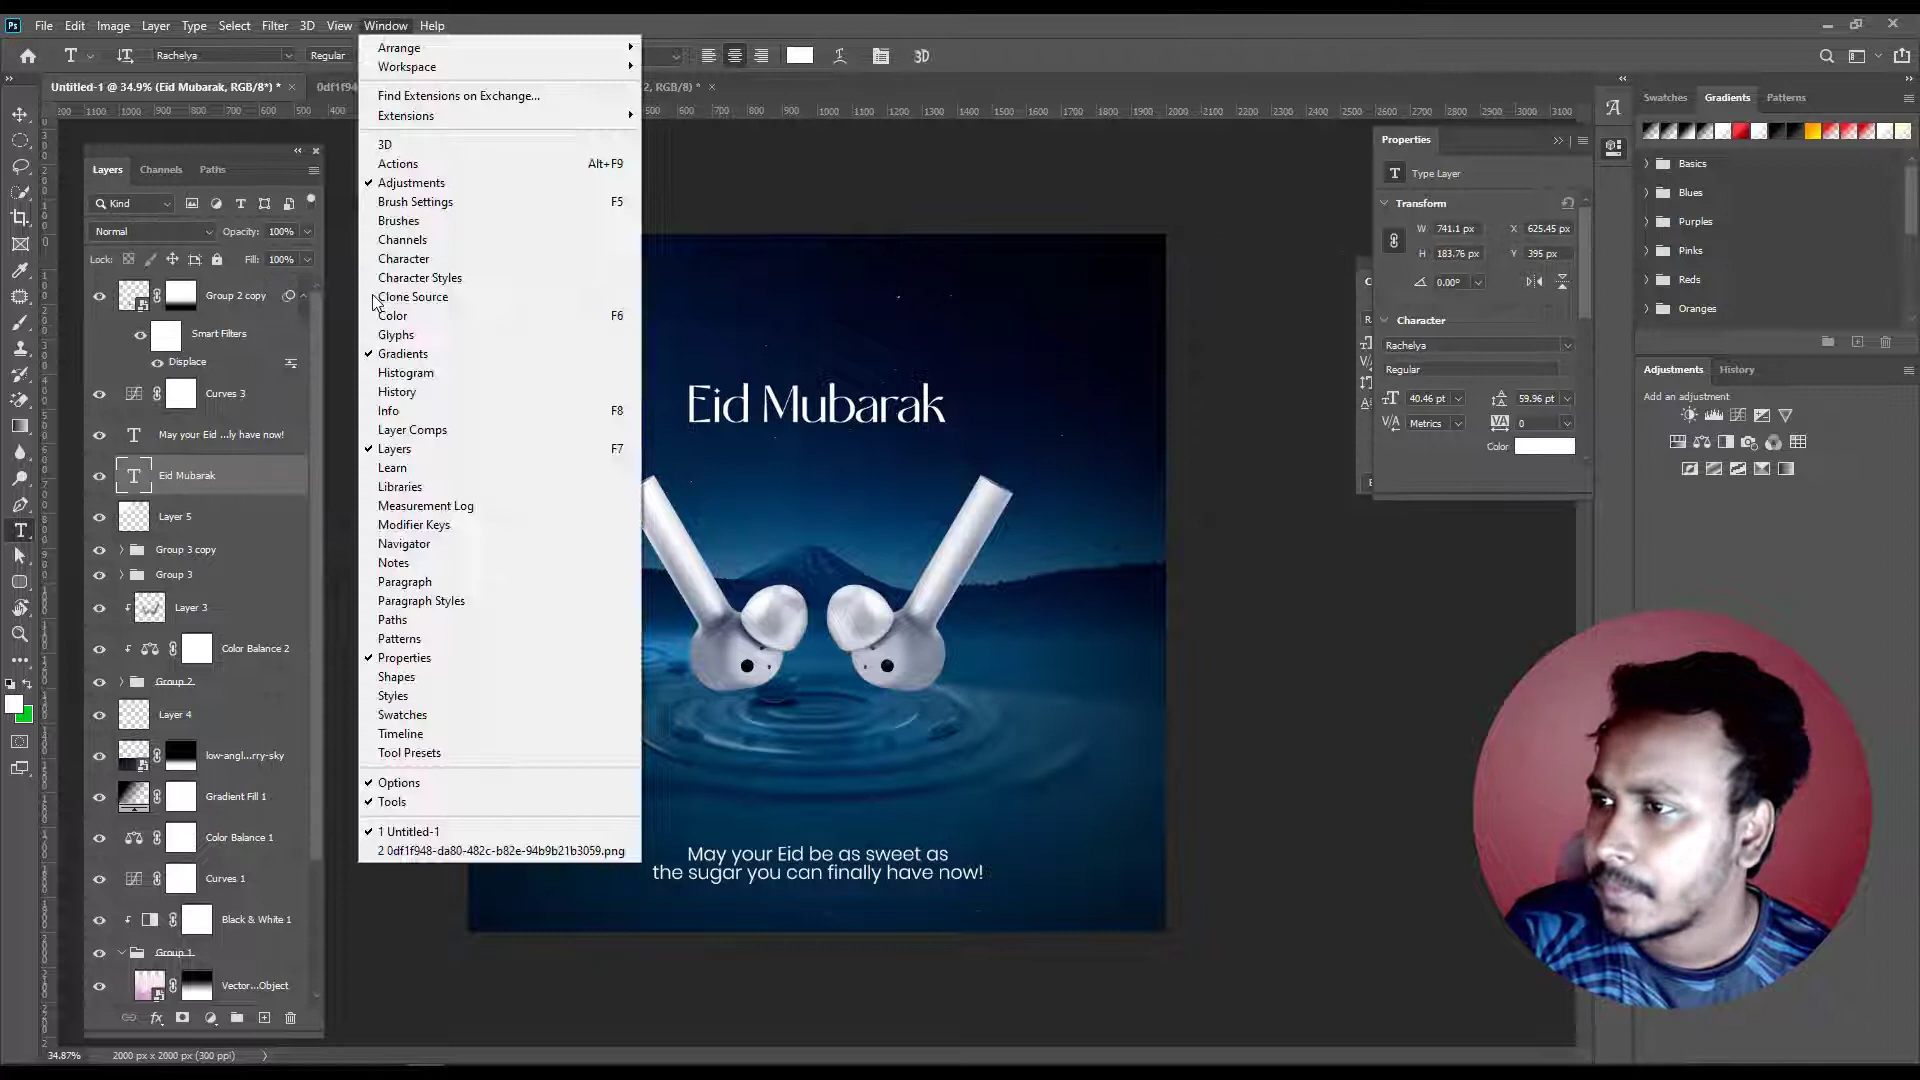 Ps File Edit Image Layer Type Select Filter 3D View Window Help
T Rachelya Regular 3D
Untitled-1 @ 34.9% (Eid Mubarak, RGB/8*) * × 0df1f94 2, RGB/8) * ×
Layers Channels Paths
Kind
Normal Opacity: 100%
Lock: Fill: 100%
Group 2 copy
Smart Filters
Displace
Curves 3
May your Eid ...ly have now!
Eid Mubarak
Layer 5
Group 3 copy
Group 3
Layer 3
Color Balance 2
Group 2
Layer 4
low-angl...rry-sky
Gradient Fill 1
Color Balance 1
Curves 1
Black & White 1
Group 1
Vector...Object
34.87% 2000 px x 2000 px (300 ppi)
Arrange
Workspace
Find Extensions on Exchange...
Extensions
3D
Actions Alt+F9
Adjustments
Brush Settings F5
Brushes
Channels
Character
Character Styles
Clone Source
Color F6
Glyphs
Gradients
Histogram
History
Info F8
Layer Comps
Layers F7
Learn
Libraries
Measurement Log
Modifier Keys
Navigator
Notes
Paragraph
Paragraph Styles
Paths
Patterns
Properties
Shapes
Styles
Swatches
Timeline
Tool Presets
Options
Tools
1 Untitled-1
2 0df1f948-da80-482c-b82e-94b9b21b3059.png
Eid Mubarak
May your Eid be as sweet as
the sugar you can finally have now!
Properties
Type Layer
Transform
W 741.1 px X 625.45 px
H 183.76 px Y 395 px
0.00°
Character
Rachelya
Regular
40.46 pt 59.96 pt
Metrics 0
Color
Swatches Gradients Patterns
Basics
Blues
Purples
Pinks
Reds
Oranges
Adjustments History
Add an adjustment